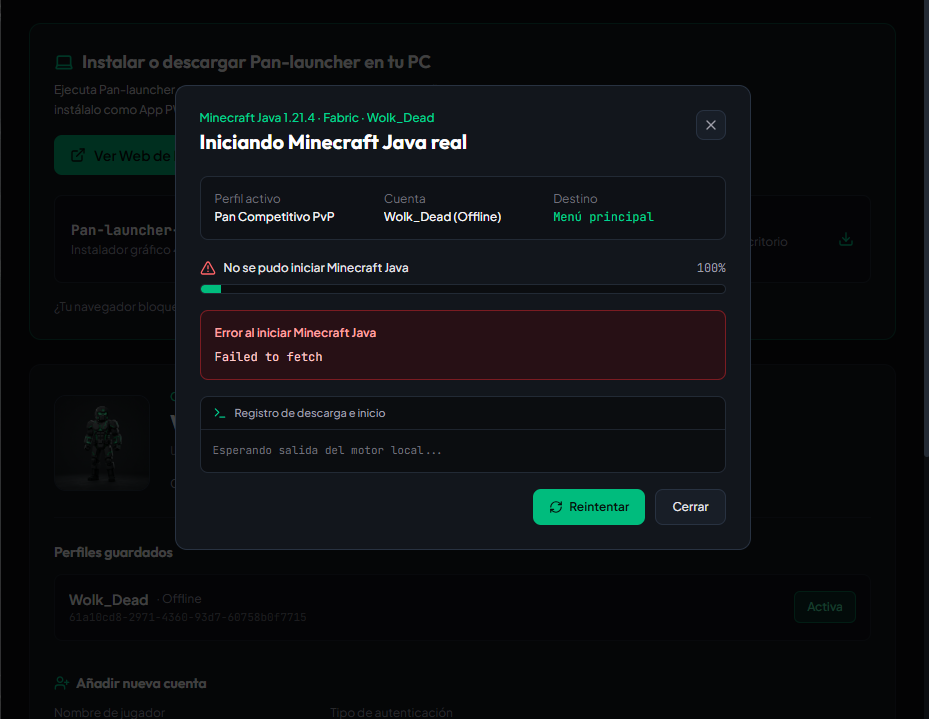 Instalar o descargar Pan-launcher en tu PC
Ejecuta Pan-launcher
instálalo como App P
Ver Web de
Pan-launcher-
Instalador gráfico
critorio
¿Tu navegador bloque
Minecraft Java 1.21.4 · Fabric · Wolk_Dead
Iniciando Minecraft Java real
Perfil activo
Cuenta
Destino
Pan Competitivo PvP
Wolk_Dead (Offline)
Menú principal
No se pudo iniciar Minecraft Java
100%
Error al iniciar Minecraft Java
Failed to fetch
Registro de descarga e inicio
Esperando salida del motor local...
Reintentar
Cerrar
Perfiles guardados
Wolk_Dead · Offline
61a10cd8-2971-4360-93d7-60758b0f7715
Activa
Añadir nueva cuenta
Nombre de jugador
Tipo de autenticación